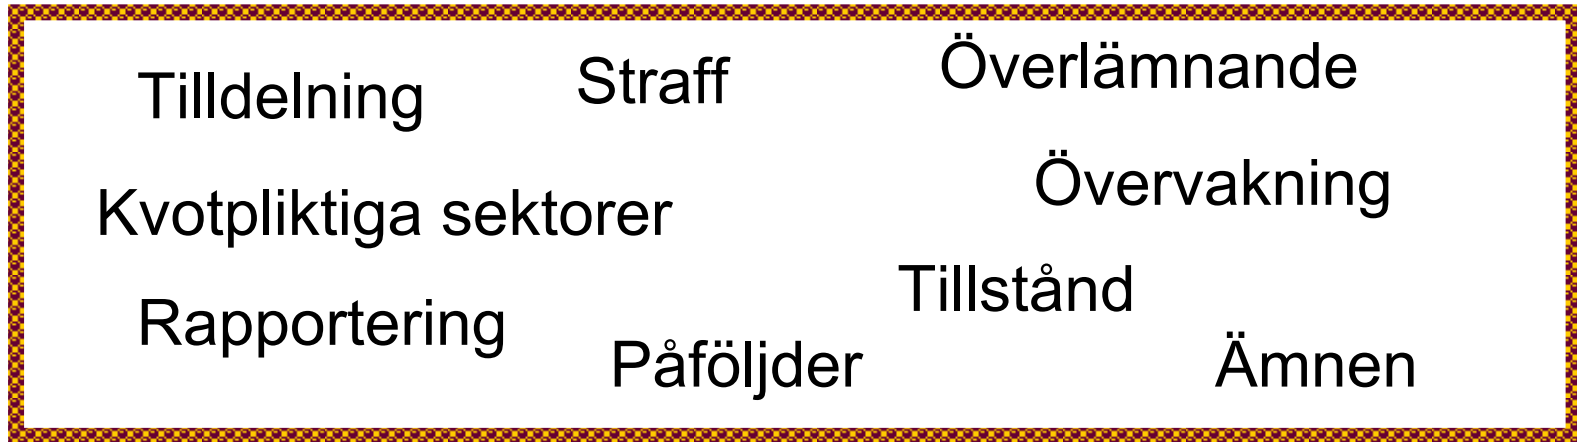 Tilldelning
Straff
Överlämnande
Kvotpliktiga sektorer
Övervakning
Rapportering
Tillstånd
Påföljder
Ämnen